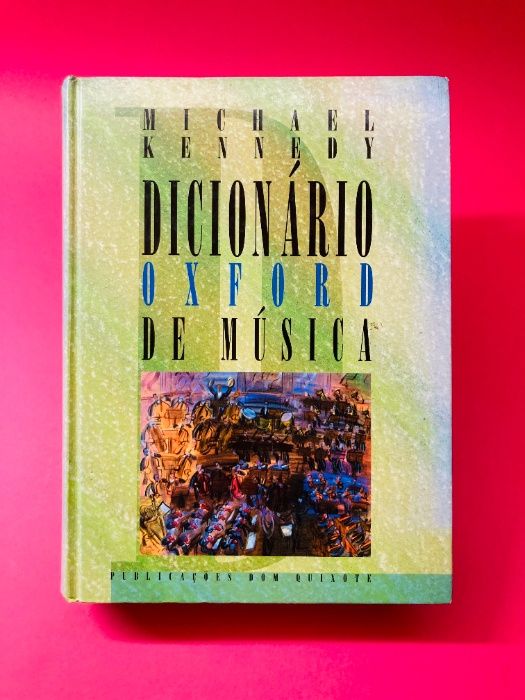 MICHAEL
KENNEDY
DICIONÁRIO
OXFORD
DE MÚSICA
PUBLICAÇÕES DOM QUIXOTE